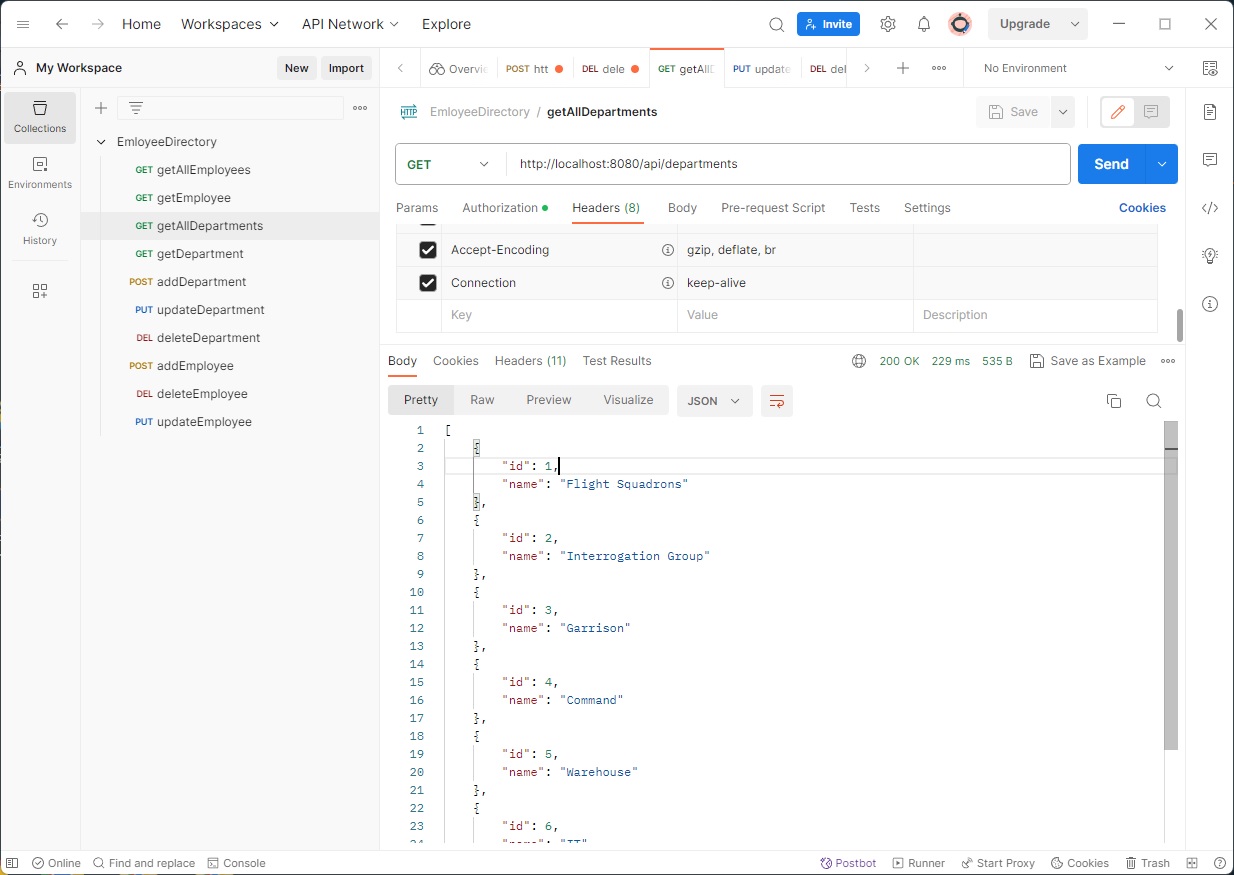 Home Workspaces API Network Explore Invite Upgrade
My Workspace New Import Overvie POST htt DEL dele GET getAllD PUT update DEL del No Environment
Collections
Environments
History
EmloyeeDirectory
GET getAllEmployees
GET getEmployee
GET getAllDepartments
GET getDepartment
POST addDepartment
PUT updateDepartment
DEL deleteDepartment
POST addEmployee
DEL deleteEmployee
PUT updateEmployee
HTTP EmloyeeDirectory / getAllDepartments Save
GET http://localhost:8080/api/departments Send
Params Authorization Headers (8) Body Pre-request Script Tests Settings Cookies
Accept-Encoding gzip, deflate, br
Connection keep-alive
Key Value Description
Body Cookies Headers (11) Test Results 200 OK 229 ms 535 B Save as Example
Pretty Raw Preview Visualize JSON
1 [
2 {
3 "id": 1,
4 "name": "Flight Squadrons"
5 },
6 {
7 "id": 2,
8 "name": "Interrogation Group"
9 },
10 {
11 "id": 3,
12 "name": "Garrison"
13 },
14 {
15 "id": 4,
16 "name": "Command"
17 },
18 {
19 "id": 5,
20 "name": "Warehouse"
21 },
22 {
23 "id": 6,
24 "name": "IT"
Online Find and replace Console Postbot Runner Start Proxy Cookies Trash